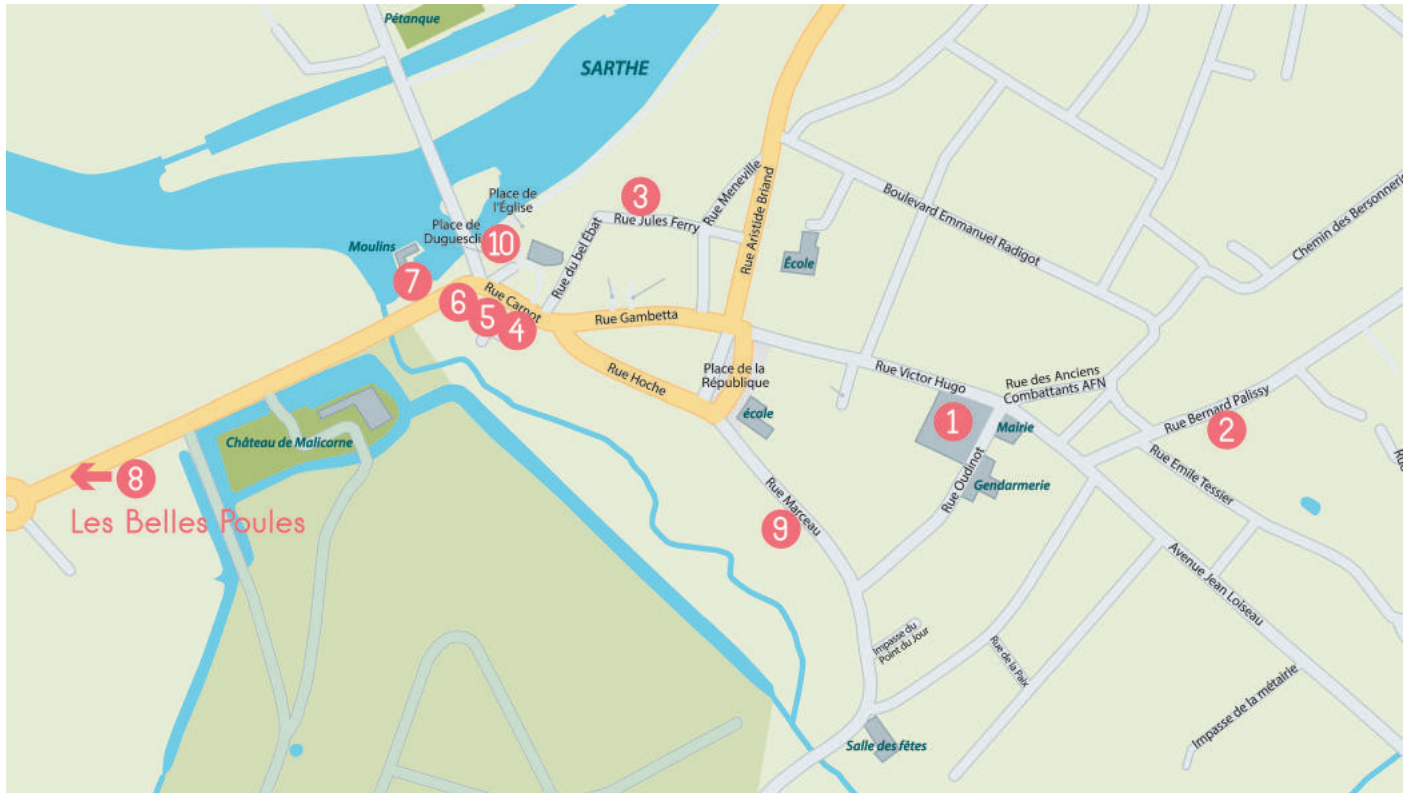 Pétanque
SARTHE
Place de
l'Église
Place de
Duguescli
10
Moulins
7
3
Rue Jules Ferry
Rue Meneville
Rue du bel Ebat
Rue Aristide Briand
École
Boulevard Emmanuel Radigot
Chemin des Bersonnerie
6
5
4
Rue Carnot
Rue Gambetta
Rue Hoche
Place de la
République
école
Rue Victor Hugo
Rue des Anciens
Combattants AFN
1
Mairie
Rue Oudinot
Gendarmerie
Rue Bernard Palissy
2
Rue Emile Tessier
Château de Malicorne
8
Les Belles Poules
Rue Marceau
9
Avenue Jean Loiseau
Impasse du
Point du Jour
Rue de la Paix
Impasse de la métairie
Salle des fêtes